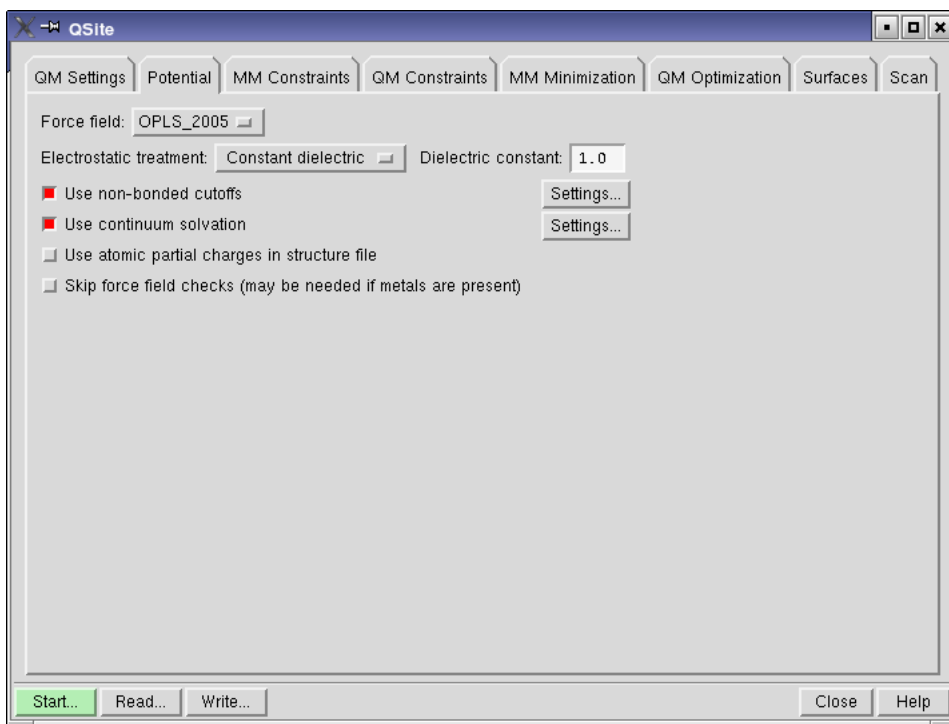 QSite
QM Settings Potential MM Constraints QM Constraints MM Minimization QM Optimization Surfaces Scan
Force field: OPLS_2005
Electrostatic treatment: Constant dielectric Dielectric constant: 1.0
Use non-bonded cutoffs Settings...
Use continuum solvation Settings...
Use atomic partial charges in structure file
Skip force field checks (may be needed if metals are present)
Start... Read... Write... Close Help